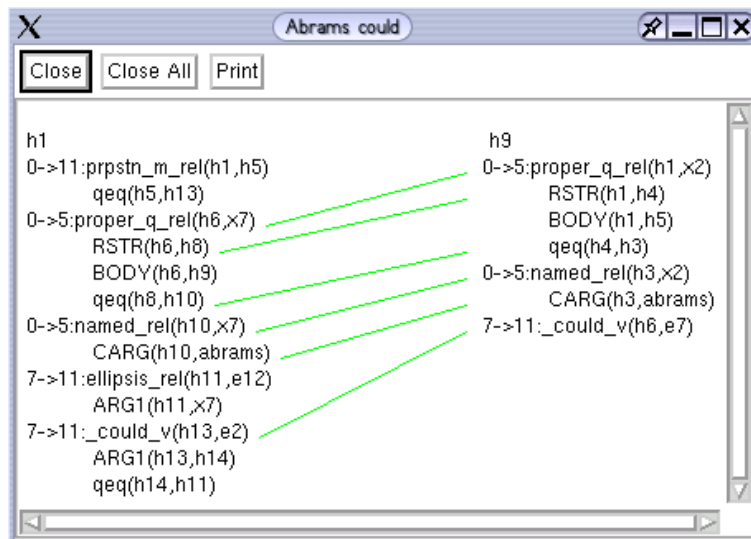 Abrams could
Close Close All Print
h1
0->11:prpstn_m_rel(h1,h5)
qeq(h5,h13)
0->5:proper_q_rel(h6,x7)
RSTR(h6,h8)
BODY(h6,h9)
qeq(h8,h10)
0->5:named_rel(h10,x7)
CARG(h10,abrams)
7->11:ellipsis_rel(h11,e12)
ARG1(h11,x7)
7->11:_could_v(h13,e2)
ARG1(h13,h14)
qeq(h14,h11)
h9
0->5:proper_q_rel(h1,x2)
RSTR(h1,h4)
BODY(h1,h5)
qeq(h4,h3)
0->5:named_rel(h3,x2)
CARG(h3,abrams)
7->11:_could_v(h6,e7)